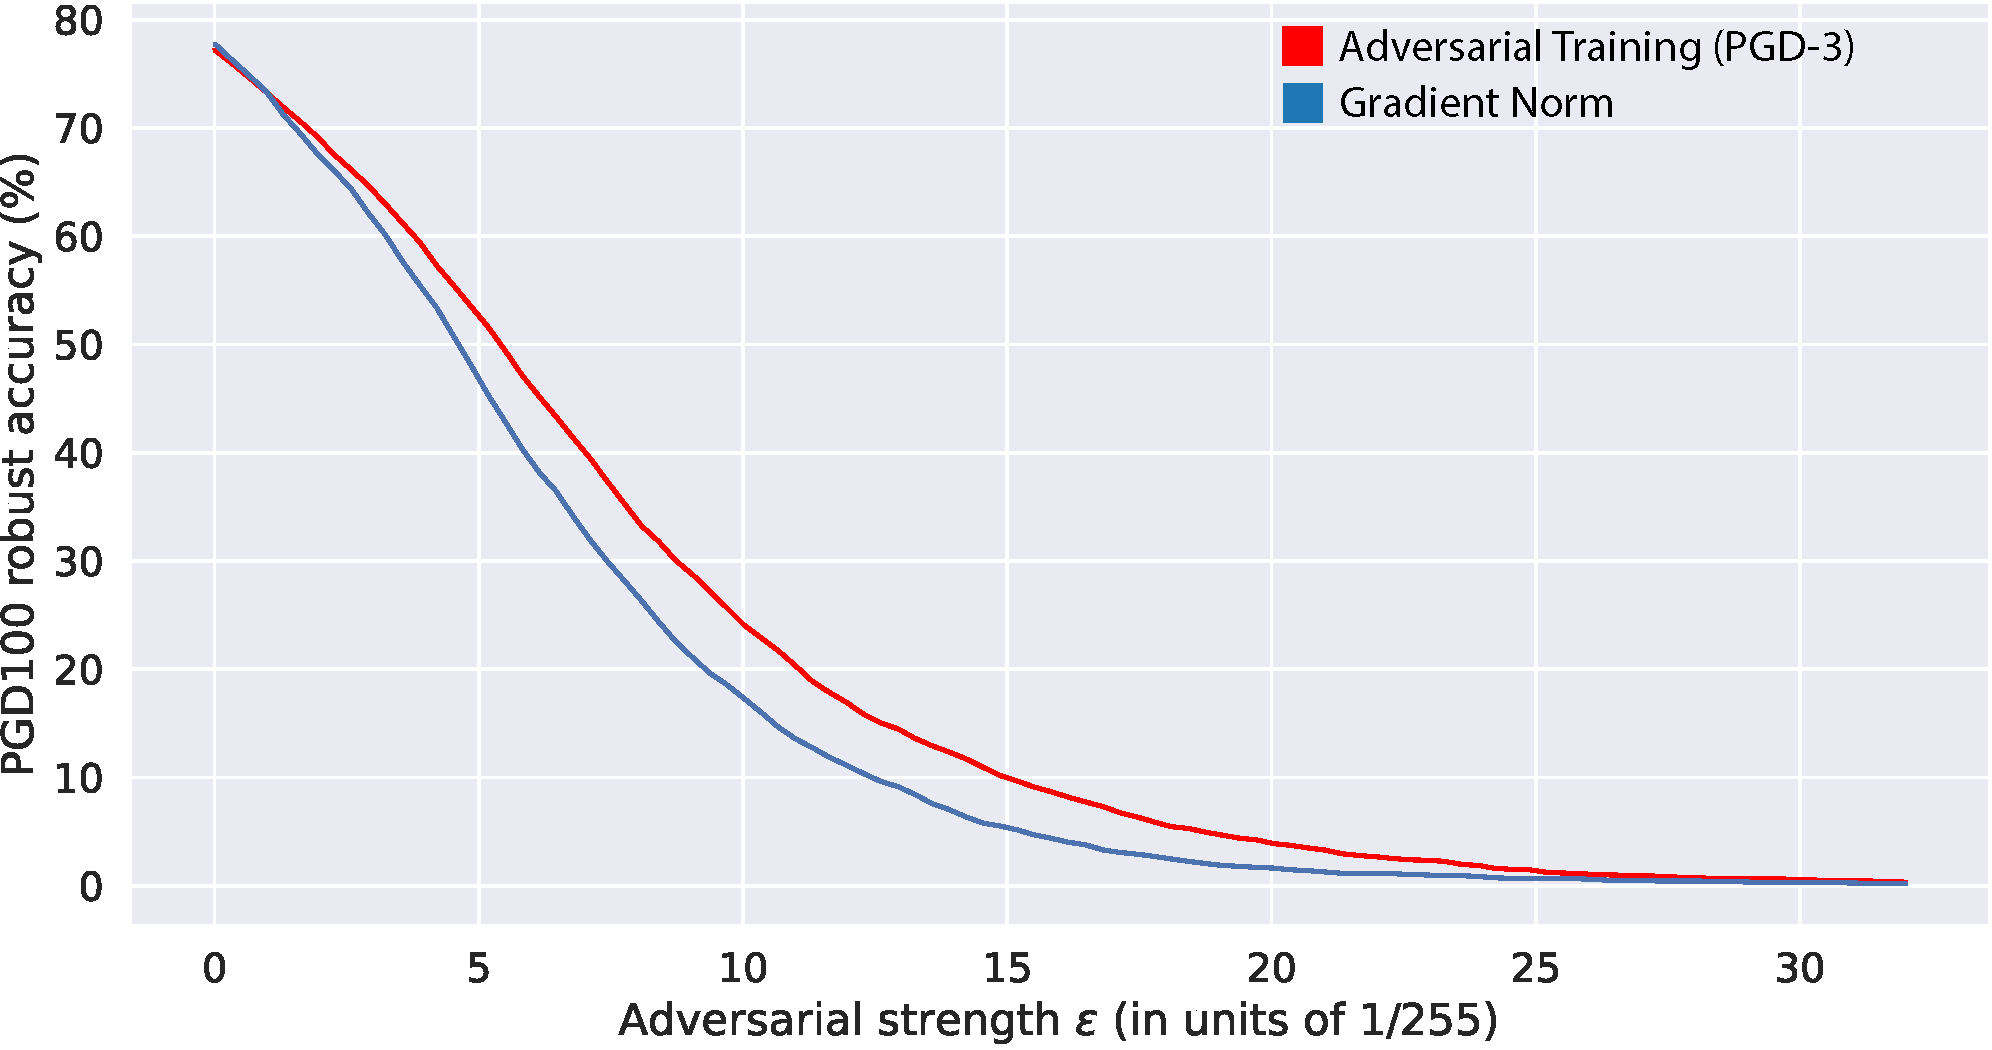 80
70
60
50
40
30
20
10
0
PGD100 robust accuracy (%)
Adversarial Training (PGD-3)
Gradient Norm
0 5 10 15 20 25 30
Adversarial strength ε (in units of 1/255)